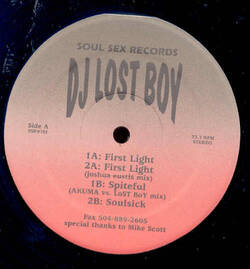 SOUL SEX RECORDS
DJ LOST BOY
Side A
33.3 RPM
STEREO
1A: First Light
2A: First Light
(joshua eustis mix)
1B: Spiteful
(AKUMA vs. LoST BoY mix)
2B: Soulsick
Fax 504-889-2605
special thanks to Mike Scott